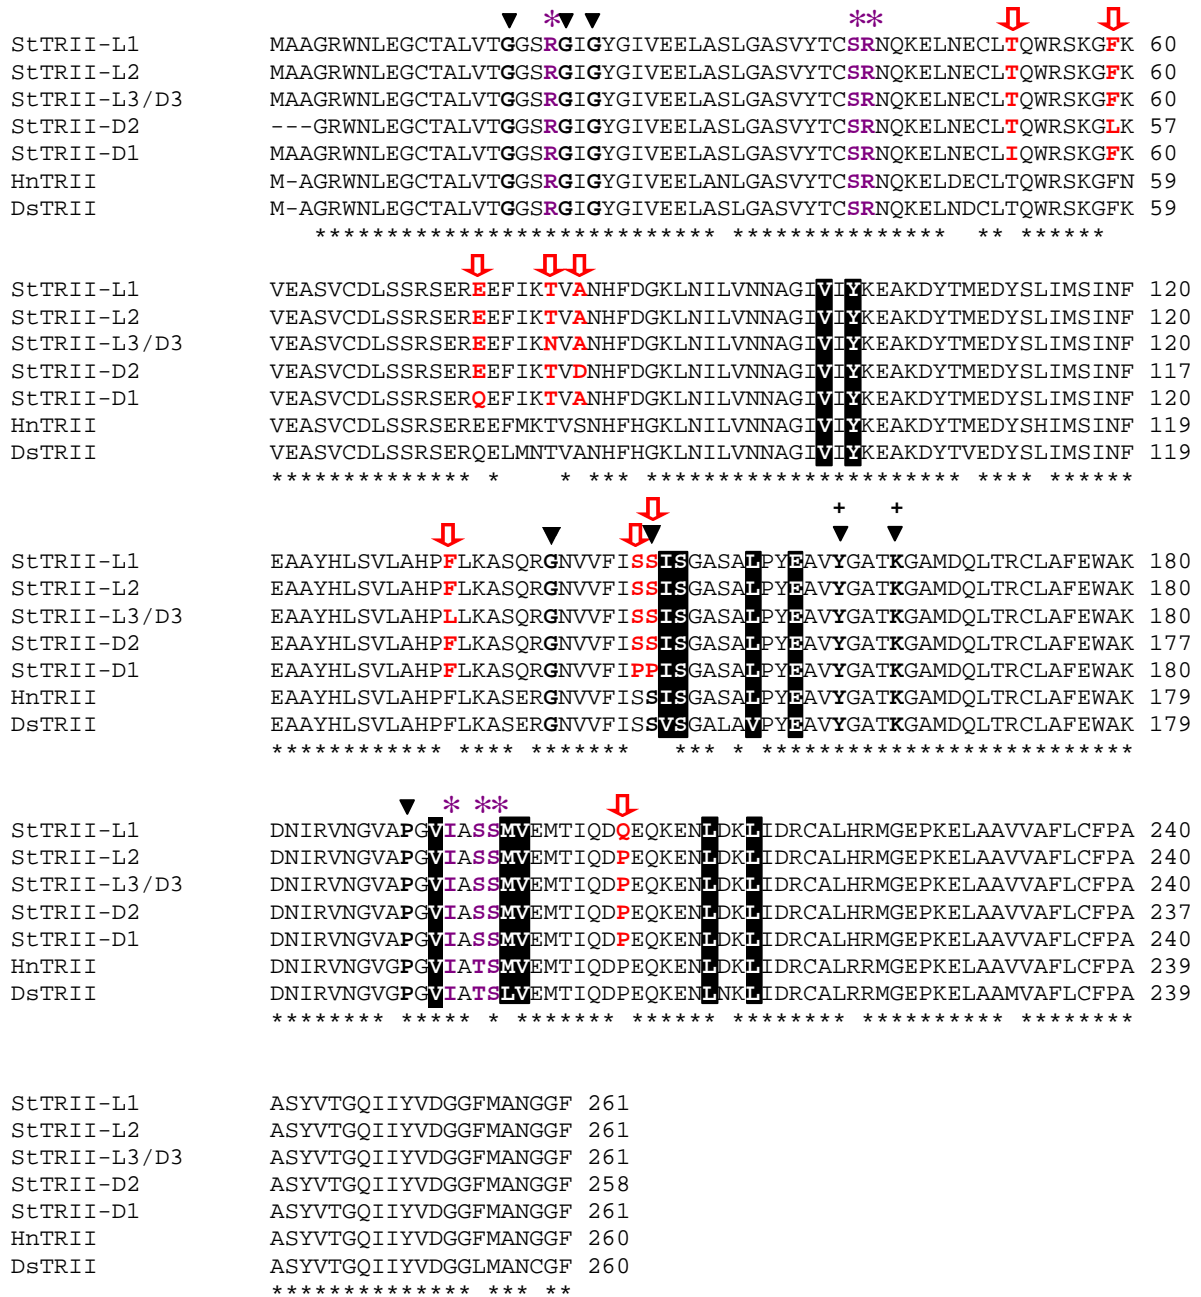 * * **
StTRII-L1 MAAGRWNLEGCTALVTGGSRGIGYGIVEELASLGASVYTCSRNQKELNECLTQWRSKGFK 60
StTRII-L2 MAAGRWNLEGCTALVTGGSRGIGYGIVEELASLGASVYTCSRNQKELNECLTQWRSKGFK 60
StTRII-L3/D3 MAAGRWNLEGCTALVTGGSRGIGYGIVEELASLGASVYTCSRNQKELNECLTQWRSKGFK 60
StTRII-D2 ---GRWNLEGCTALVTGGSRGIGYGIVEELASLGASVYTCSRNQKELNECLTQWRSKGLK 57
StTRII-D1 MAAGRWNLEGCTALVTGGSRGIGYGIVEELASLGASVYTCSRNQKELNECLIQWRSKGFK 60
HnTRII M-AGRWNLEGCTALVTGGSRGIGYGIVEELANLGASVYTCSRNQKELDECLTQWRSKGFN 59
DsTRII M-AGRWNLEGCTALVTGGSRGIGYGIVEELASLGASVYTCSRNQKELNDCLTQWRSKGFK 59
**************************** *************** ** *******
StTRII-L1 VEASVCDLSSRSEREEFIKTVANHFDGKLNILVNNAGIVIYKEAKDYTMEDYSLIMSINF 120
StTRII-L2 VEASVCDLSSRSEREEFIKTVANHFDGKLNILVNNAGIVIYKEAKDYTMEDYSLIMSINF 120
StTRII-L3/D3 VEASVCDLSSRSEREEFIKNVANHFDGKLNILVNNAGIVIYKEAKDYTMEDYSLIMSINF 120
StTRII-D2 VEASVCDLSSRSEREEFIKTVDNHFDGKLNILVNNAGIVIYKEAKDYTMEDYSLIMSINF 117
StTRII-D1 VEASVCDLSSRSERQEFIKTVANHFDGKLNILVNNAGIVIYKEAKDYTMEDYSLIMSINF 120
HnTRII VEASVCDLSSRSEREEFMKTVSNHFHGKLNILVNNAGIVIYKEAKDYTMEDYSHIMSINF 119
DsTRII VEASVCDLSSRSERQELMNTVANHFHGKLNILVNNAGIVIYKEAKDYTVEDYSLIMSINF 119
************** * * *** ********************** **** ******
+ +
StTRII-L1 EAAYHLSVLAHPFLKASQRGNVVFISSISGASALPYEAVYGATKGAMDQLTRCLAFEWAK 180
StTRII-L2 EAAYHLSVLAHPFLKASQRGNVVFISSISGASALPYEAVYGATKGAMDQLTRCLAFEWAK 180
StTRII-L3/D3 EAAYHLSVLAHPLLKASQRGNVVFISSISGASALPYEAVYGATKGAMDQLTRCLAFEWAK 180
StTRII-D2 EAAYHLSVLAHPFLKASQRGNVVFISSISGASALPYEAVYGATKGAMDQLTRCLAFEWAK 177
StTRII-D1 EAAYHLSVLAHPFLKASQRGNVVFIPPISGASALPYEAVYGATKGAMDQLTRCLAFEWAK 180
HnTRII EAAYHLSVLAHPFLKASERGNVVFISSISGASALPYEAVYGATKGAMDQLTRCLAFEWAK 179
DsTRII EAAYHLSVLAHPFLKASERGNVVFISSVSGALAVPYEAVYGATKGAMDQLTRCLAFEWAK 179
************ **** ******* *** * **************************
* **
StTRII-L1 DNIRVNGVAPGVIASSMVEMTIQDQEQKENLDKLIDRCALHRMGEPKELAAVVAFLCFPA 240
StTRII-L2 DNIRVNGVAPGVIASSMVEMTIQDPEQKENLDKLIDRCALHRMGEPKELAAVVAFLCFPA 240
StTRII-L3/D3 DNIRVNGVAPGVIASSMVEMTIQDPEQKENLDKLIDRCALHRMGEPKELAAVVAFLCFPA 240
StTRII-D2 DNIRVNGVAPGVIASSMVEMTIQDPEQKENLDKLIDRCALHRMGEPKELAAVVAFLCFPA 237
StTRII-D1 DNIRVNGVAPGVIASSMVEMTIQDPEQKENLDKLIDRCALHRMGEPKELAAVVAFLCFPA 240
HnTRII DNIRVNGVGPGVIATSMVEMTIQDPEQKENLDKLIDRCALRRMGEPKELAAVVAFLCFPA 239
DsTRII DNIRVNGVGPGVIATSLVEMTIQDPEQKENLNKLIDRCALRRMGEPKELAAMVAFLCFPA 239
******** ***** * ******* ****** ******** ********** ********
StTRII-L1 ASYVTGQIIYVDGGFMANGGF 261
StTRII-L2 ASYVTGQIIYVDGGFMANGGF 261
StTRII-L3/D3 ASYVTGQIIYVDGGFMANGGF 261
StTRII-D2 ASYVTGQIIYVDGGFMANGGF 258
StTRII-D1 ASYVTGQIIYVDGGFMANGGF 261
HnTRII ASYVTGQIIYVDGGFMANGGF 260
DsTRII ASYVTGQIIYVDGGLMANCGF 260
************** *** **